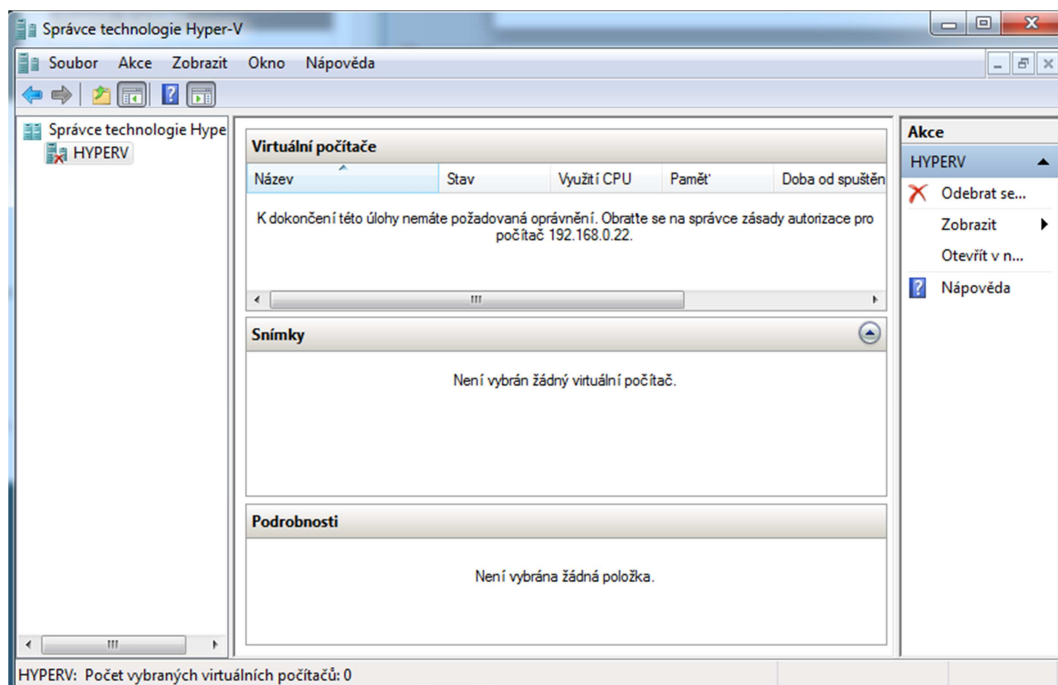 Správce technologie Hyper-V
Soubor Akce Zobrazit Okno Nápověda
Správce technologie Hype
HYPERV
Virtuální počítače
Název Stav Využití CPU Paměť Doba od spuštěn
K dokončení této úlohy nemáte požadovaná oprávnění. Obraťte se na správce zásady autorizace pro
počítač 192.168.0.22.
Snímky
Není vybrán žádný virtuální počítač.
Podrobnosti
Není vybrána žádná položka.
Akce
HYPERV
Odebrat se...
Zobrazit
Otevřít v n...
Nápověda
HYPERV: Počet vybraných virtuálních počítačů: 0